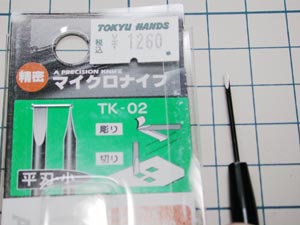 TOKYU HANDS
税込 1260
精密
A PRECISION KNIFE
マイクロナイフ
TK-02
彫り
切り
平刃・小